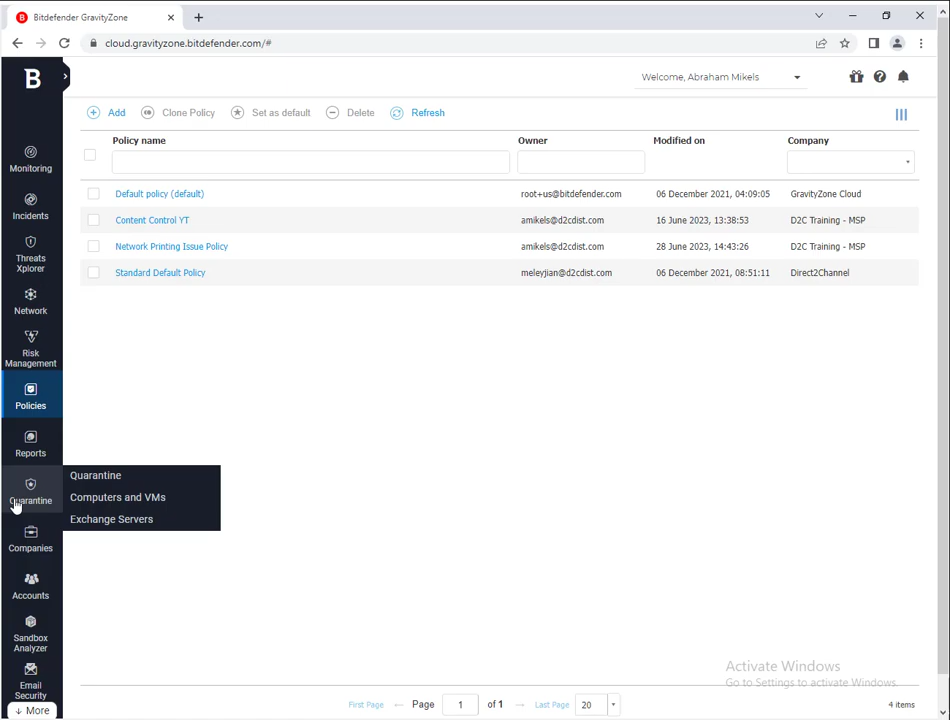 Bitdefender GravityZone
cloud.gravityzone.bitdefender.com/#
B
Welcome, Abraham Mikels
Add Clone Policy Set as default Delete Refresh
Policy name Owner Modified on Company
Default policy (default) root+us@bitdefender.com 06 December 2021, 04:09:05 GravityZone Cloud
Content Control YT amikels@d2cdist.com 16 June 2023, 13:38:53 D2C Training - MSP
Network Printing Issue Policy amikels@d2cdist.com 28 June 2023, 14:43:26 D2C Training - MSP
Standard Default Policy meleyjian@d2cdist.com 06 December 2021, 08:51:11 Direct2Channel
Monitoring
Incidents
Threats
Xplorer
Network
Risk
Management
Policies
Reports
Quarantine
Quarantine
Computers and VMs
Exchange Servers
Companies
Accounts
Sandbox
Analyzer
Email
Security
↓ More
Activate Windows
Go to Settings to activate Windows.
First Page ← Page 1 of 1 → Last Page 20 4 items